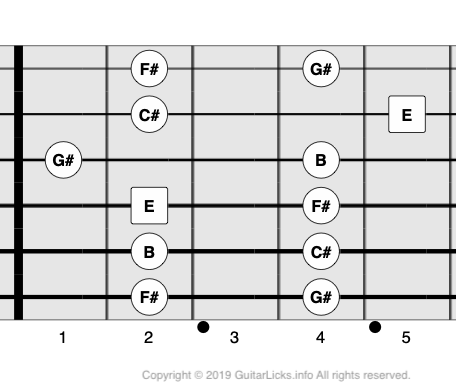 F# G#
C# E
G# B
E F#
B C#
F# G#
1 2 3 4 5
Copyright © 2019 GuitarLicks.info All rights reserved.